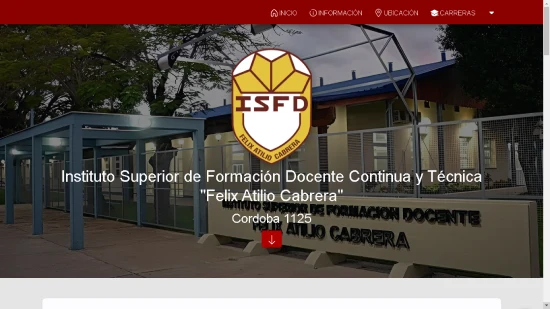 INICIO INFORMACIÓN UBICACIÓN CARRERAS
ISFD
FELIX ATILIO CABRERA
Instituto Superior de Formación Docente Continua y Técnica
"Felix Atilio Cabrera"
Cordoba 1125
INSTITUTO SUPERIOR DE FORMACION DOCENTE
FELIX ATILIO CABRERA